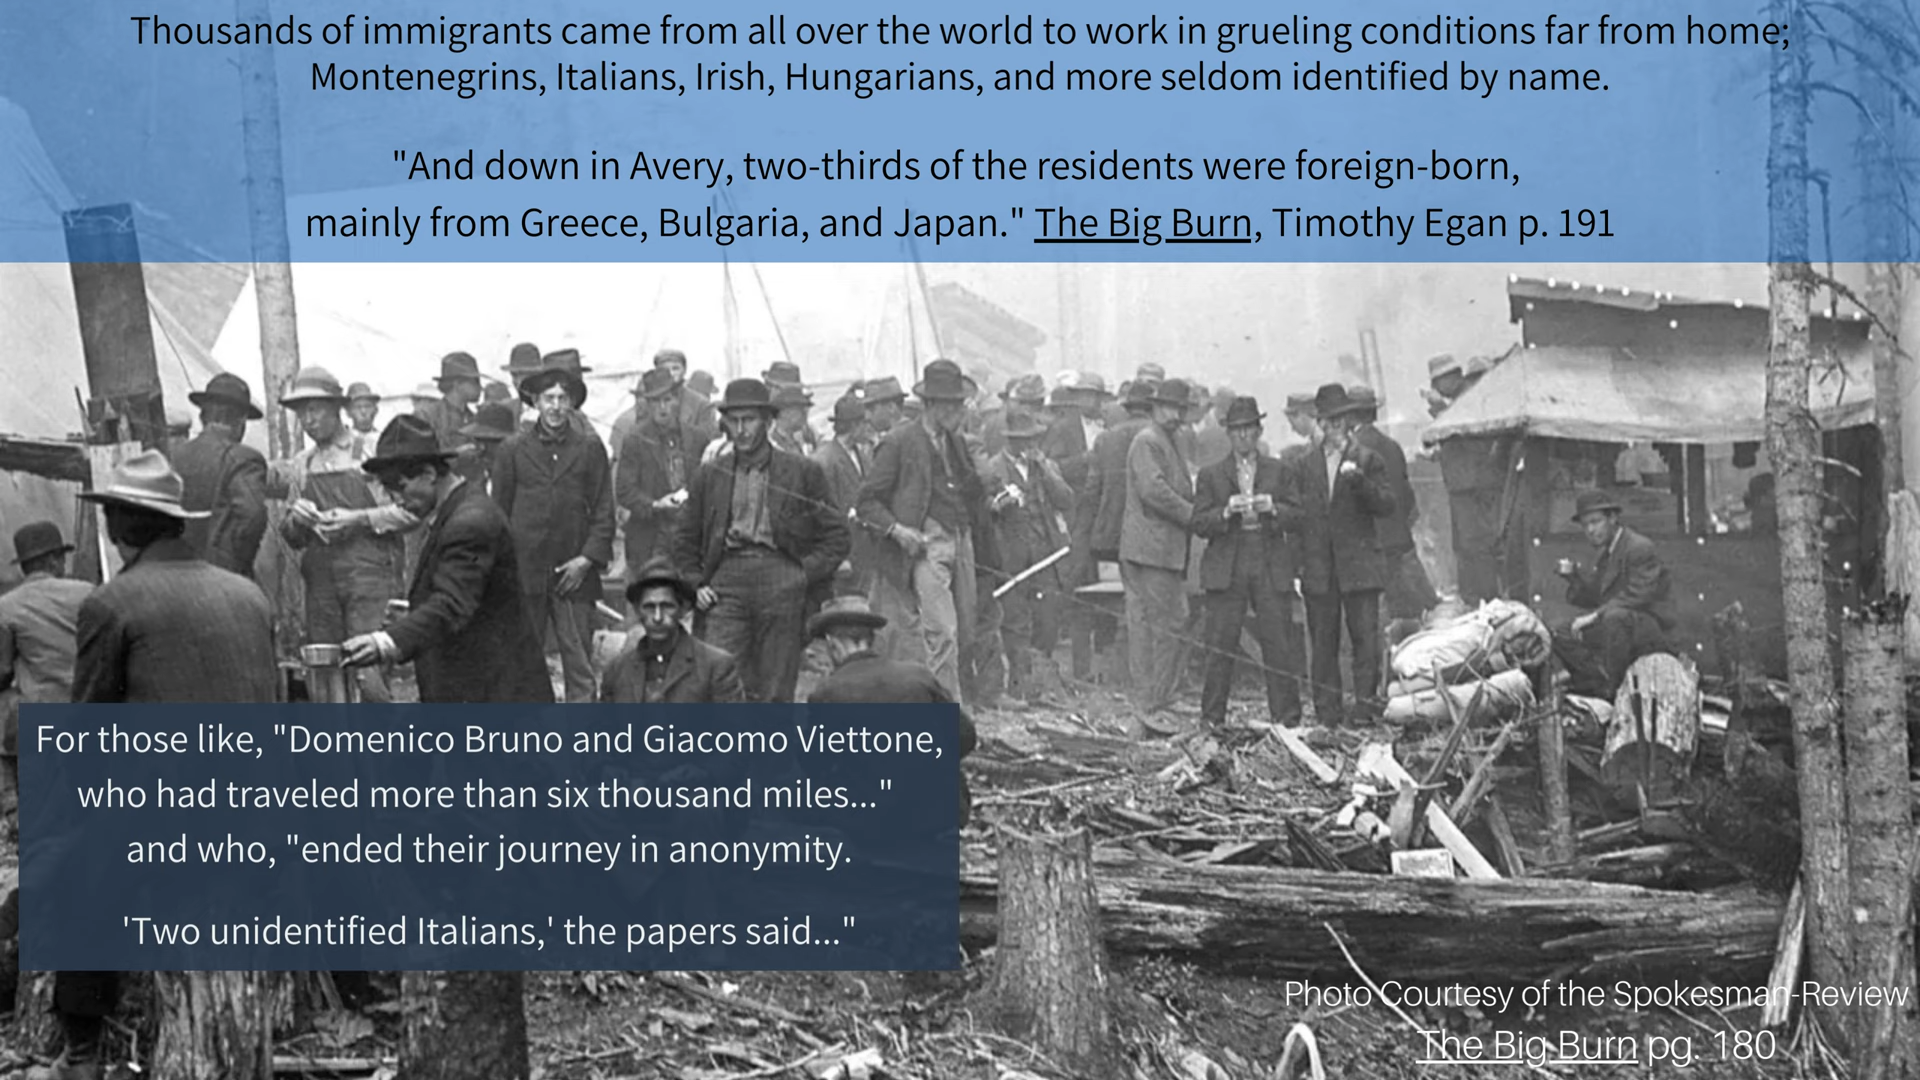 Thousands of immigrants came from all over the world to work in grueling conditions far from home;
Montenegrins, Italians, Irish, Hungarians, and more seldom identified by name.
"And down in Avery, two-thirds of the residents were foreign-born,
mainly from Greece, Bulgaria, and Japan." The Big Burn, Timothy Egan p. 191
For those like, "Domenico Bruno and Giacomo Viettone,
who had traveled more than six thousand miles..."
and who, "ended their journey in anonymity.
'Two unidentified Italians,' the papers said..."
Photo Courtesy of the Spokesman-Review
The Big Burn pg. 180